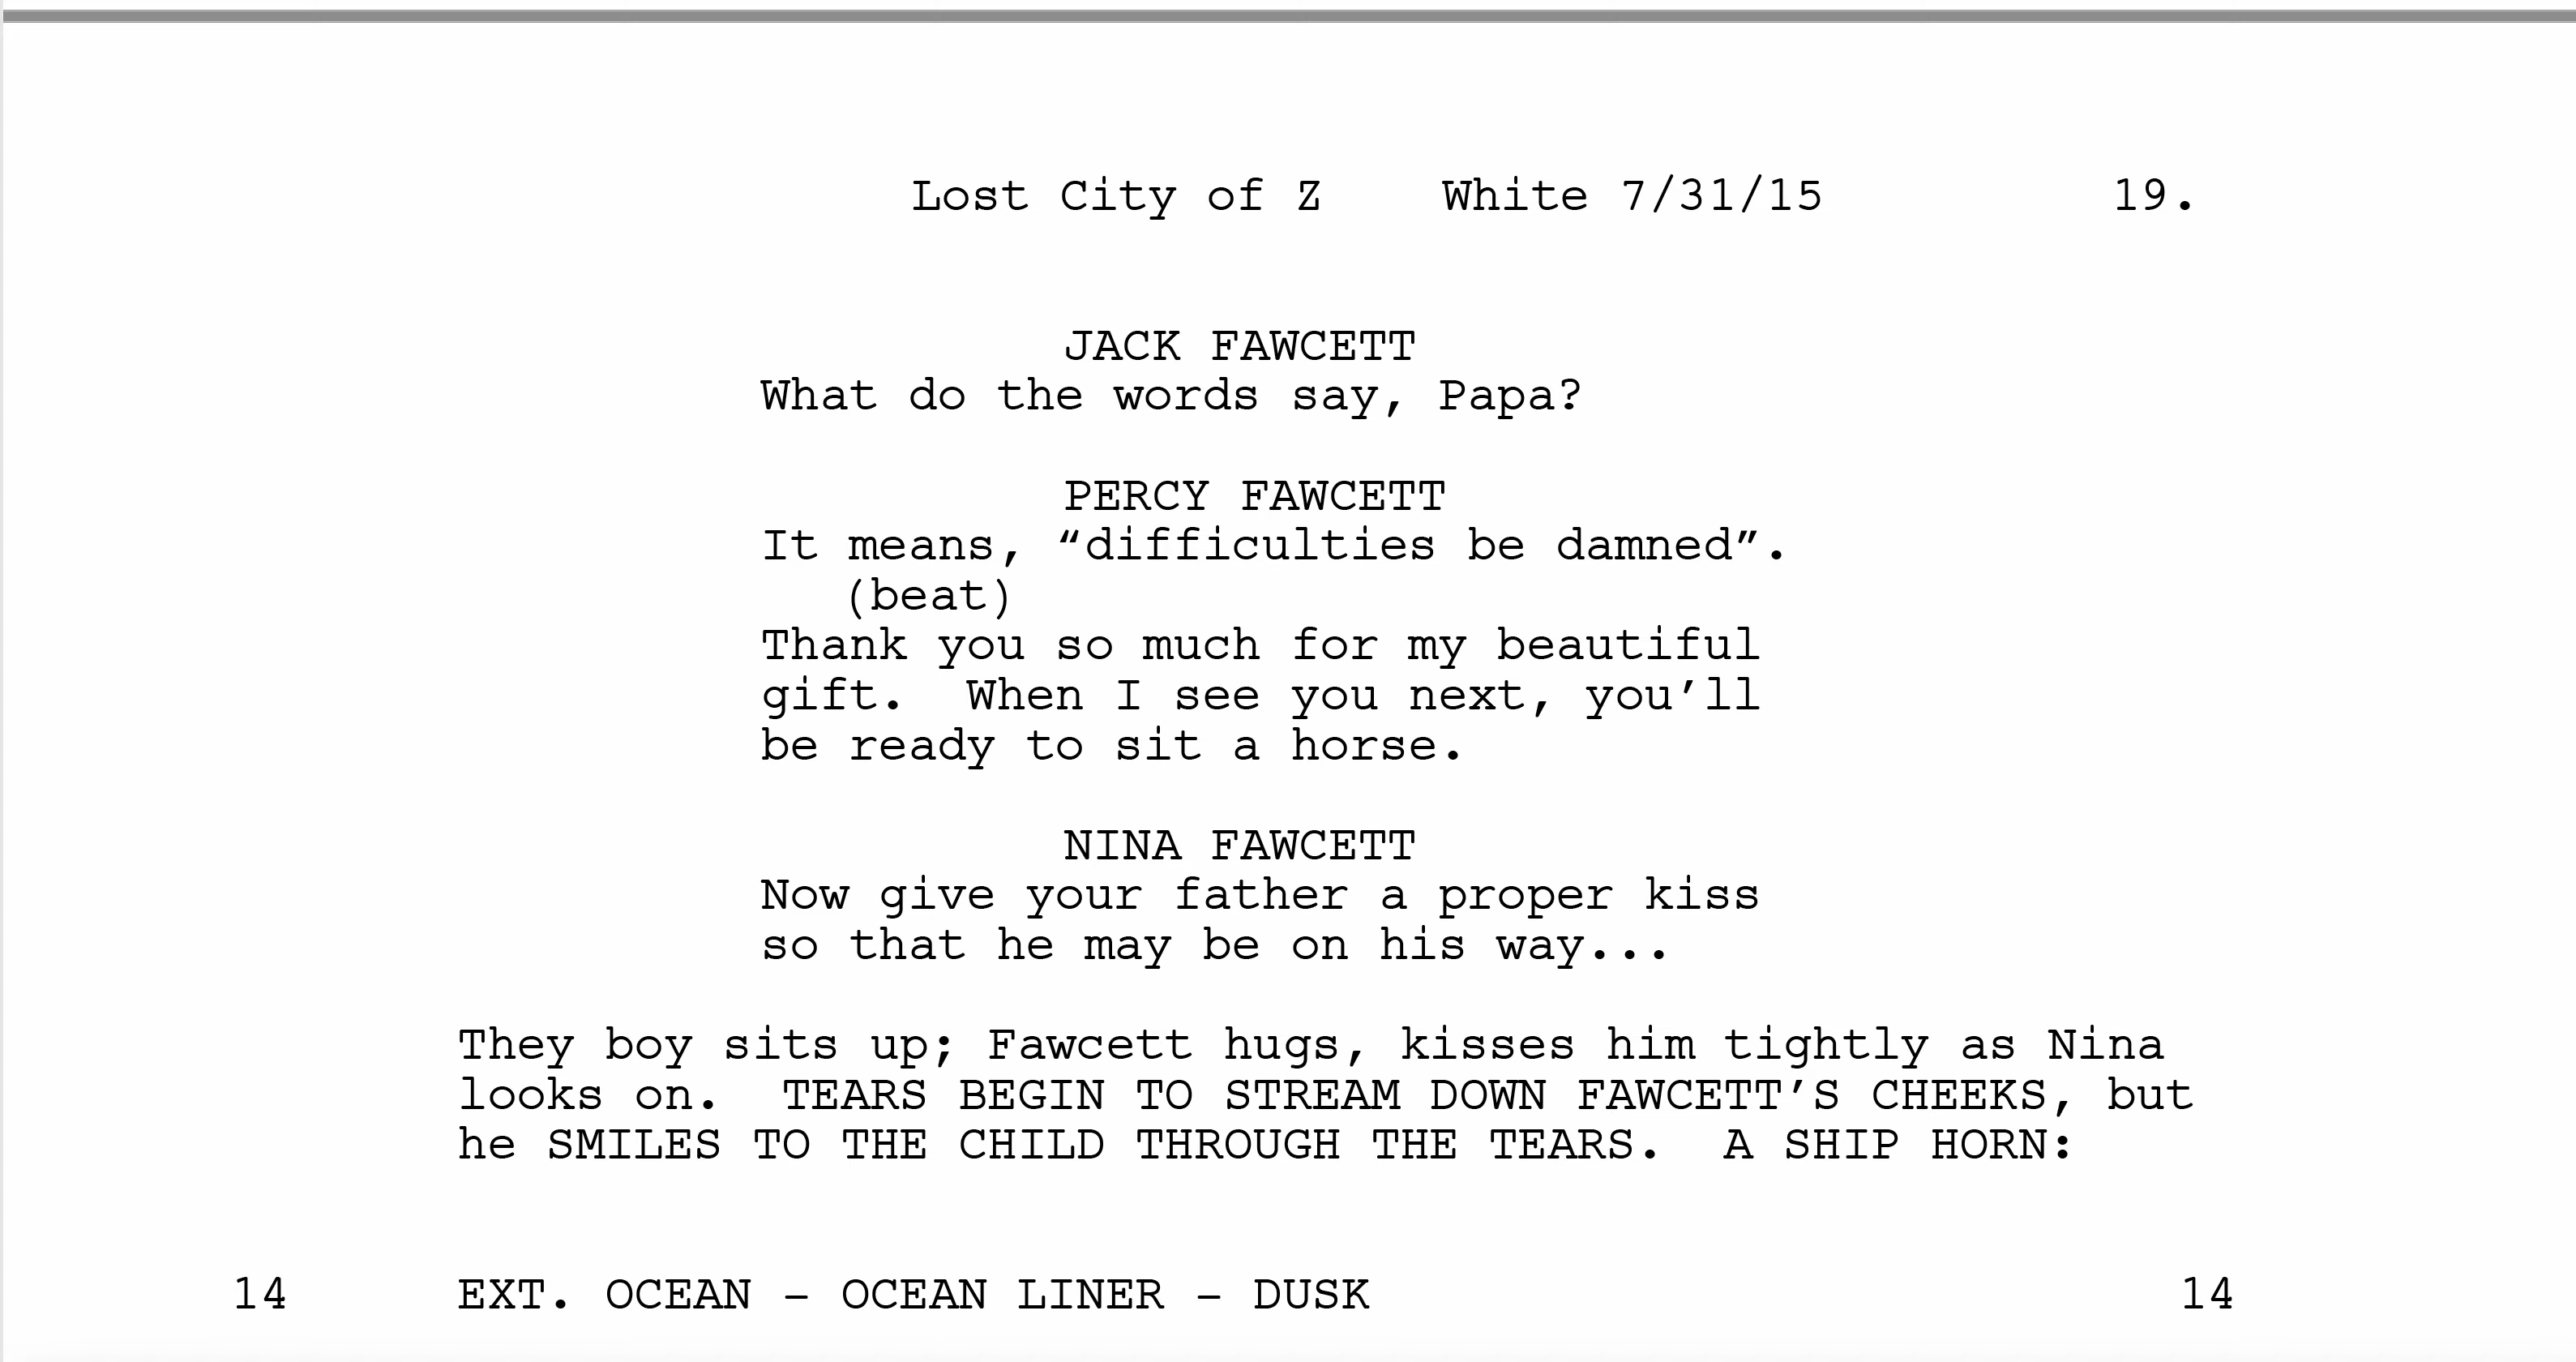 Lost City of Z    White 7/31/15    19.
JACK FAWCETT
What do the words say, Papa?
PERCY FAWCETT
It means, “difficulties be damned”.
(beat)
Thank you so much for my beautiful
gift.  When I see you next, you’ll
be ready to sit a horse.
NINA FAWCETT
Now give your father a proper kiss
so that he may be on his way...
They boy sits up; Fawcett hugs, kisses him tightly as Nina
looks on.  TEARS BEGIN TO STREAM DOWN FAWCETT’S CHEEKS, but
he SMILES TO THE CHILD THROUGH THE TEARS.  A SHIP HORN:
14    EXT. OCEAN – OCEAN LINER – DUSK    14